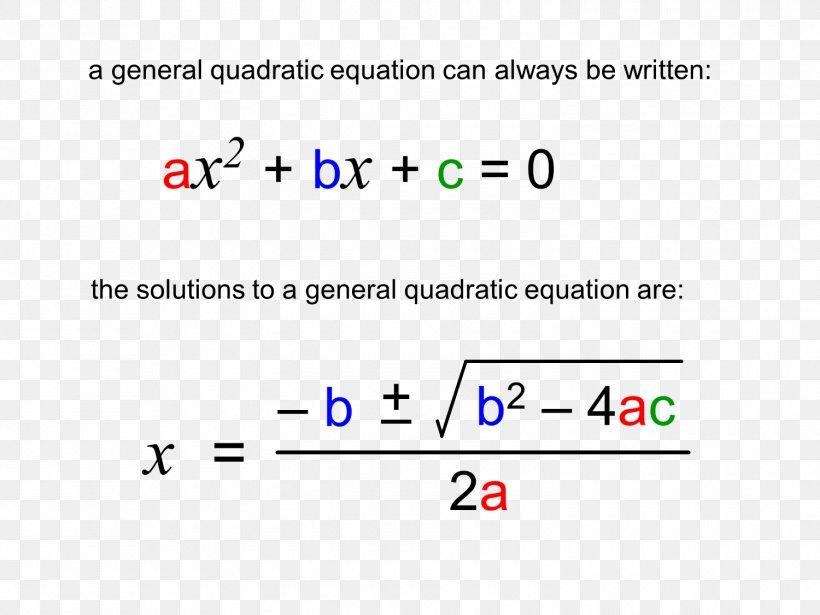 a general quadratic equation can always be written:
ax² + bx + c = 0
the solutions to a general quadratic equation are:
x = – b ± √b² – 4ac
2a